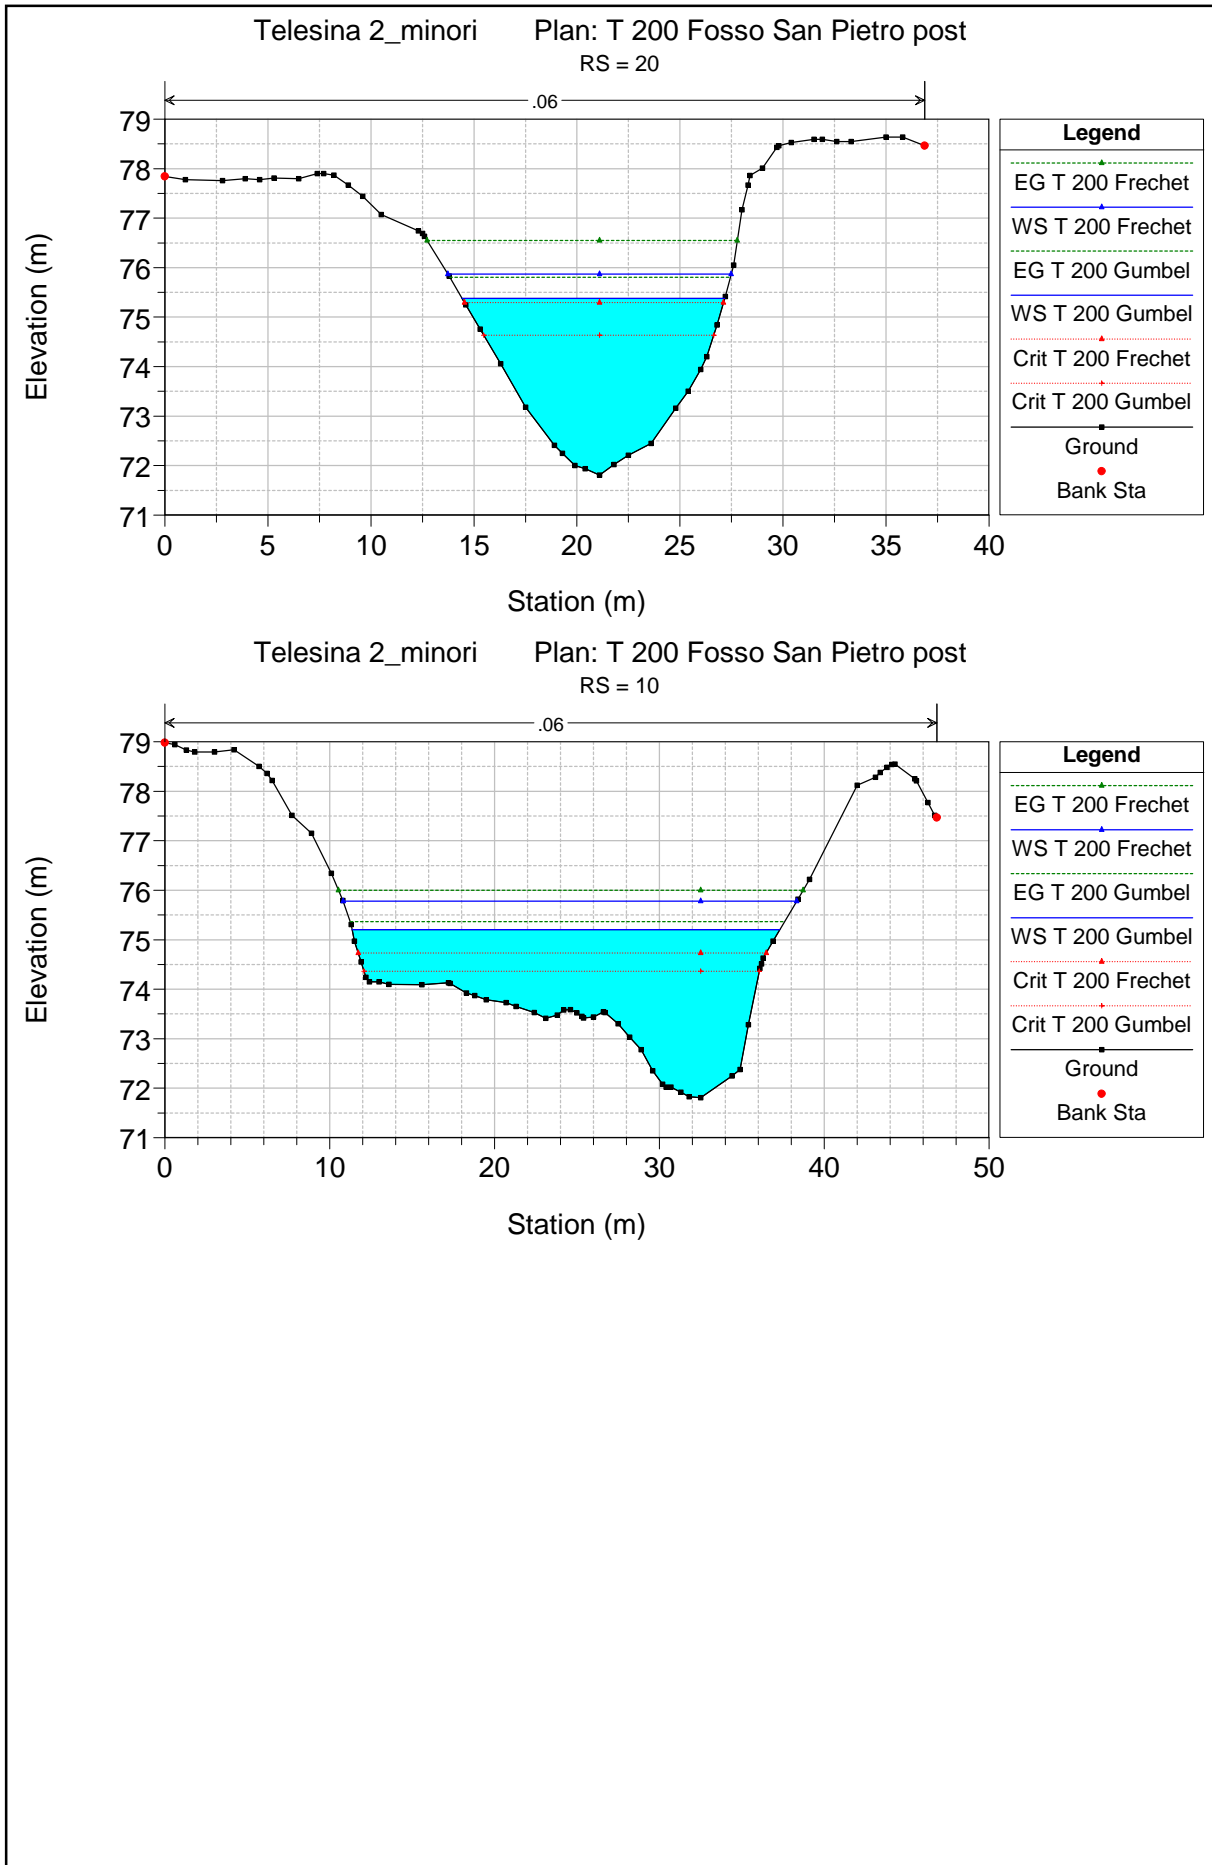 Telesina 2_minori Plan: T 200 Fosso San Pietro post
RS = 20
.06
79
78
77
76
75
74
73
72
71
Elevation (m)
0 5 10 15 20 25 30 35 40
Station (m)
Legend
EG T 200 Frechet
WS T 200 Frechet
EG T 200 Gumbel
WS T 200 Gumbel
Crit T 200 Frechet
Crit T 200 Gumbel
Ground
Bank Sta
Telesina 2_minori Plan: T 200 Fosso San Pietro post
RS = 10
.06
79
78
77
76
75
74
73
72
71
Elevation (m)
0 10 20 30 40 50
Station (m)
Legend
EG T 200 Frechet
WS T 200 Frechet
EG T 200 Gumbel
WS T 200 Gumbel
Crit T 200 Frechet
Crit T 200 Gumbel
Ground
Bank Sta